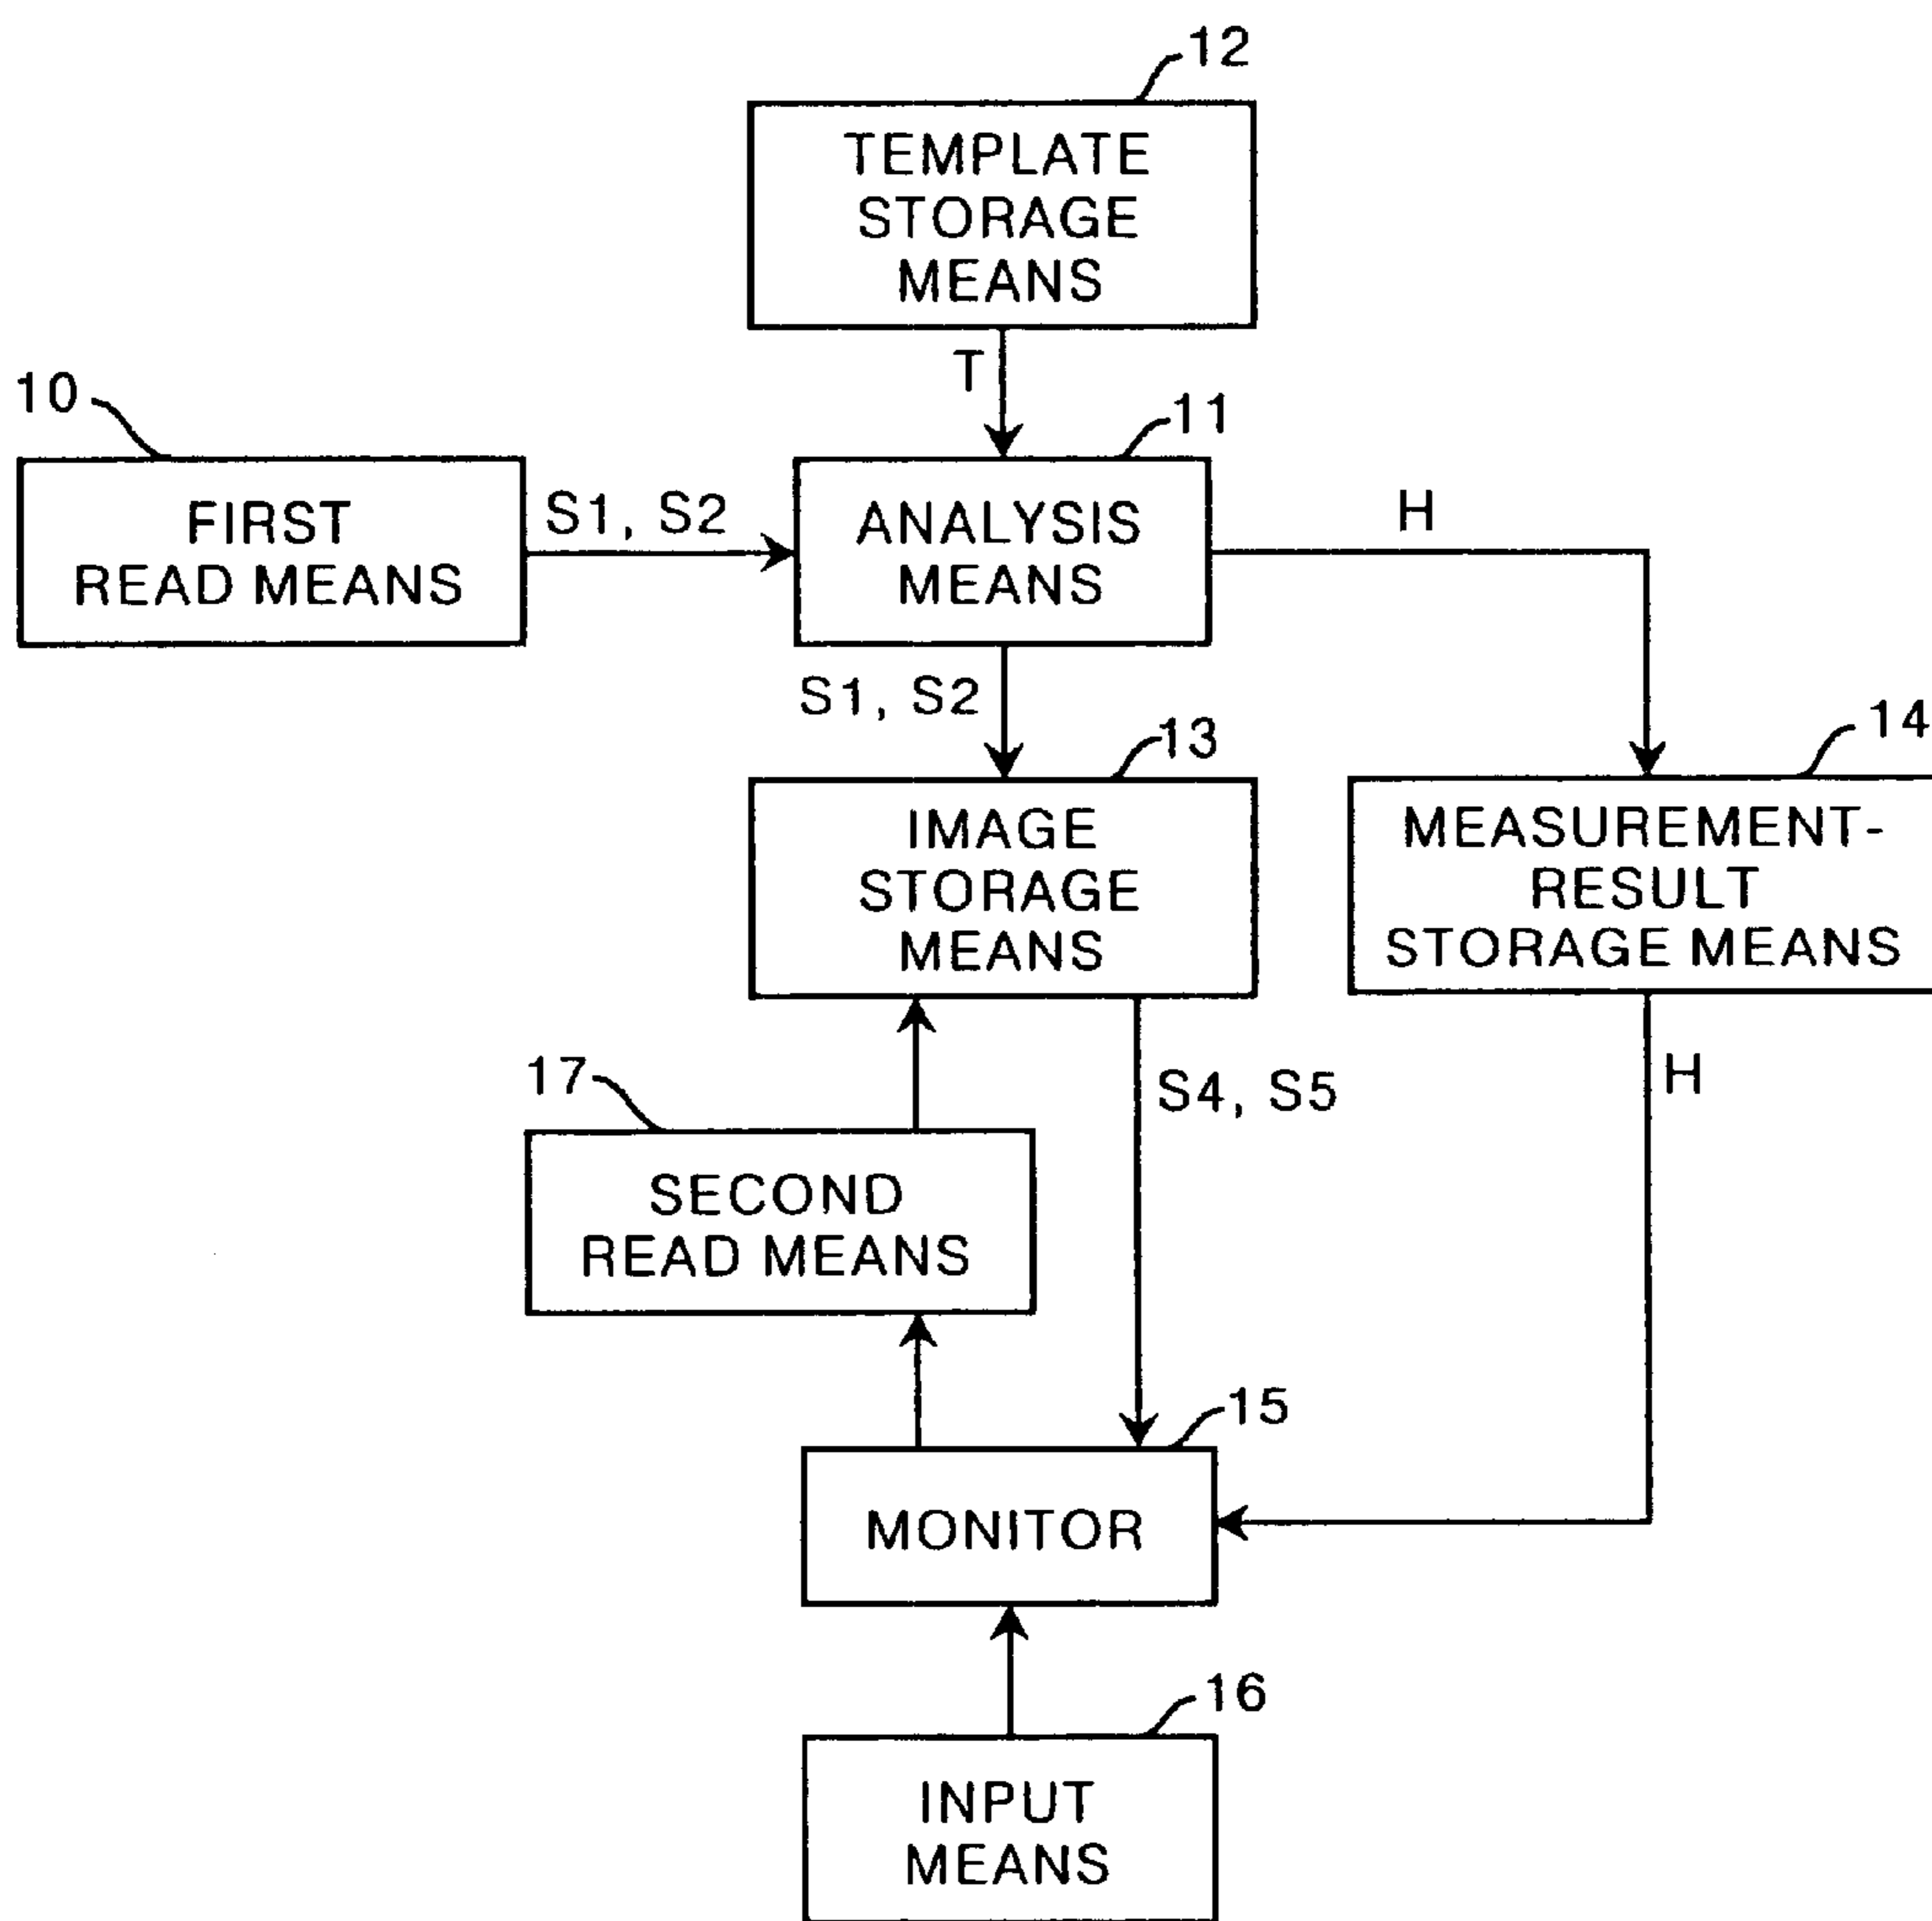 12
TEMPLATE
STORAGE
MEANS
T
10
11
FIRST
READ MEANS
S1, S2
ANALYSIS
MEANS
H
S1, S2
13
14
IMAGE
STORAGE
MEANS
MEASUREMENT-
RESULT
STORAGE MEANS
17
S4, S5
H
SECOND
READ MEANS
15
MONITOR
16
INPUT
MEANS